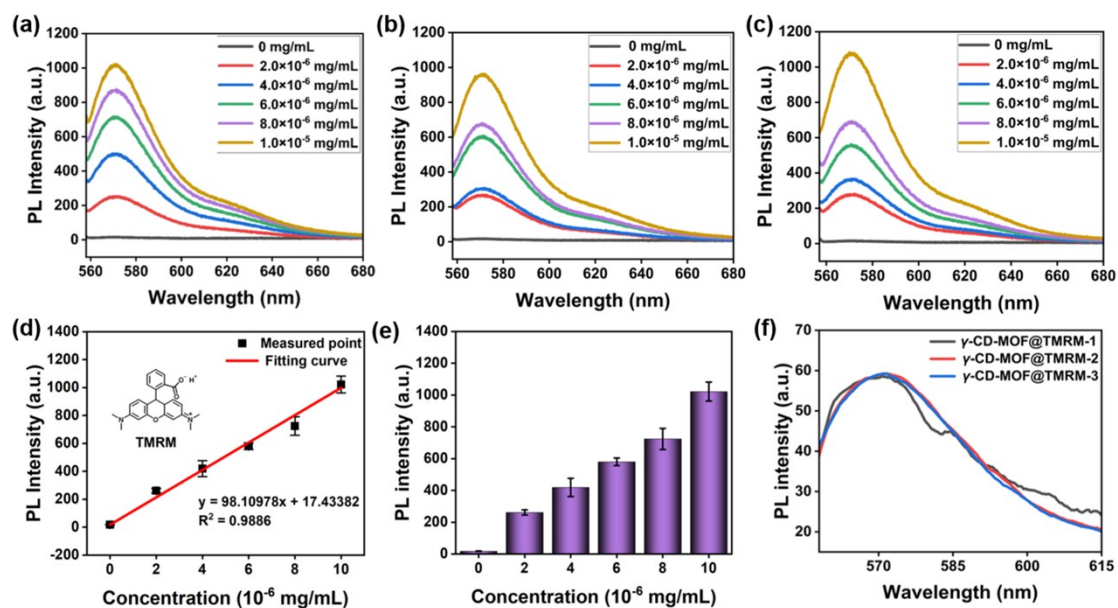 (a)
0 mg/mL
2.0×10⁻⁶ mg/mL
4.0×10⁻⁶ mg/mL
6.0×10⁻⁶ mg/mL
8.0×10⁻⁶ mg/mL
1.0×10⁻⁵ mg/mL
PL Intensity (a.u.)
1200
1000
800
600
400
200
0
560 580 600 620 640 660 680
Wavelength (nm)
(b)
0 mg/mL
2.0×10⁻⁶ mg/mL
4.0×10⁻⁶ mg/mL
6.0×10⁻⁶ mg/mL
8.0×10⁻⁶ mg/mL
1.0×10⁻⁵ mg/mL
PL Intensity (a.u.)
1200
1000
800
600
400
200
0
560 580 600 620 640 660 680
Wavelength (nm)
(c)
0 mg/mL
2.0×10⁻⁶ mg/mL
4.0×10⁻⁶ mg/mL
6.0×10⁻⁶ mg/mL
8.0×10⁻⁶ mg/mL
1.0×10⁻⁵ mg/mL
PL Intensity (a.u.)
1200
1000
800
600
400
200
0
560 580 600 620 640 660 680
Wavelength (nm)
(d)
Measured point
Fitting curve
O⁻ H⁺
O
N
O
N⁺
TMRM
y = 98.10978x + 17.43382
R² = 0.9886
PL Intensity (a.u.)
1400
1200
1000
800
600
400
200
0
-200
0 2 4 6 8 10
Concentration (10⁻⁶ mg/mL)
(e)
PL intensity (a.u.)
1400
1200
1000
800
600
400
200
0
0 2 4 6 8 10
Concentration (10⁻⁶ mg/mL)
(f)
γ-CD-MOF@TMRM-1
γ-CD-MOF@TMRM-2
γ-CD-MOF@TMRM-3
PL intensity (a.u.)
70
60
50
40
30
20
570 585 600 615
Wavelength (nm)